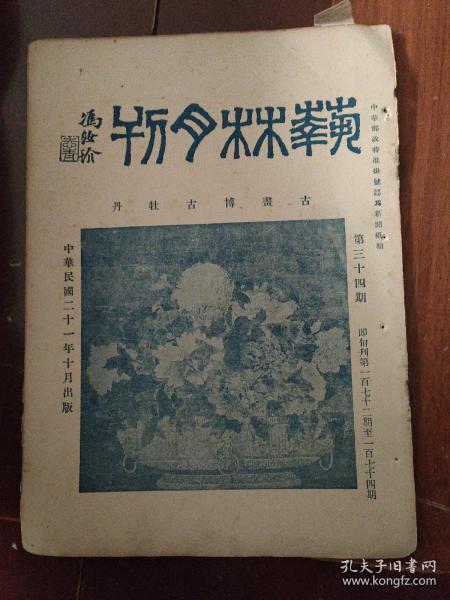 中華郵政特准掛號認爲新聞紙類
藝林月刊
馮汝玠
古畫博古牡丹
第三十四期
即旬刊第一百七十二期至一百七十四期
中華民國二十一年十月出版
孔夫子旧书网
www.kongfz.com